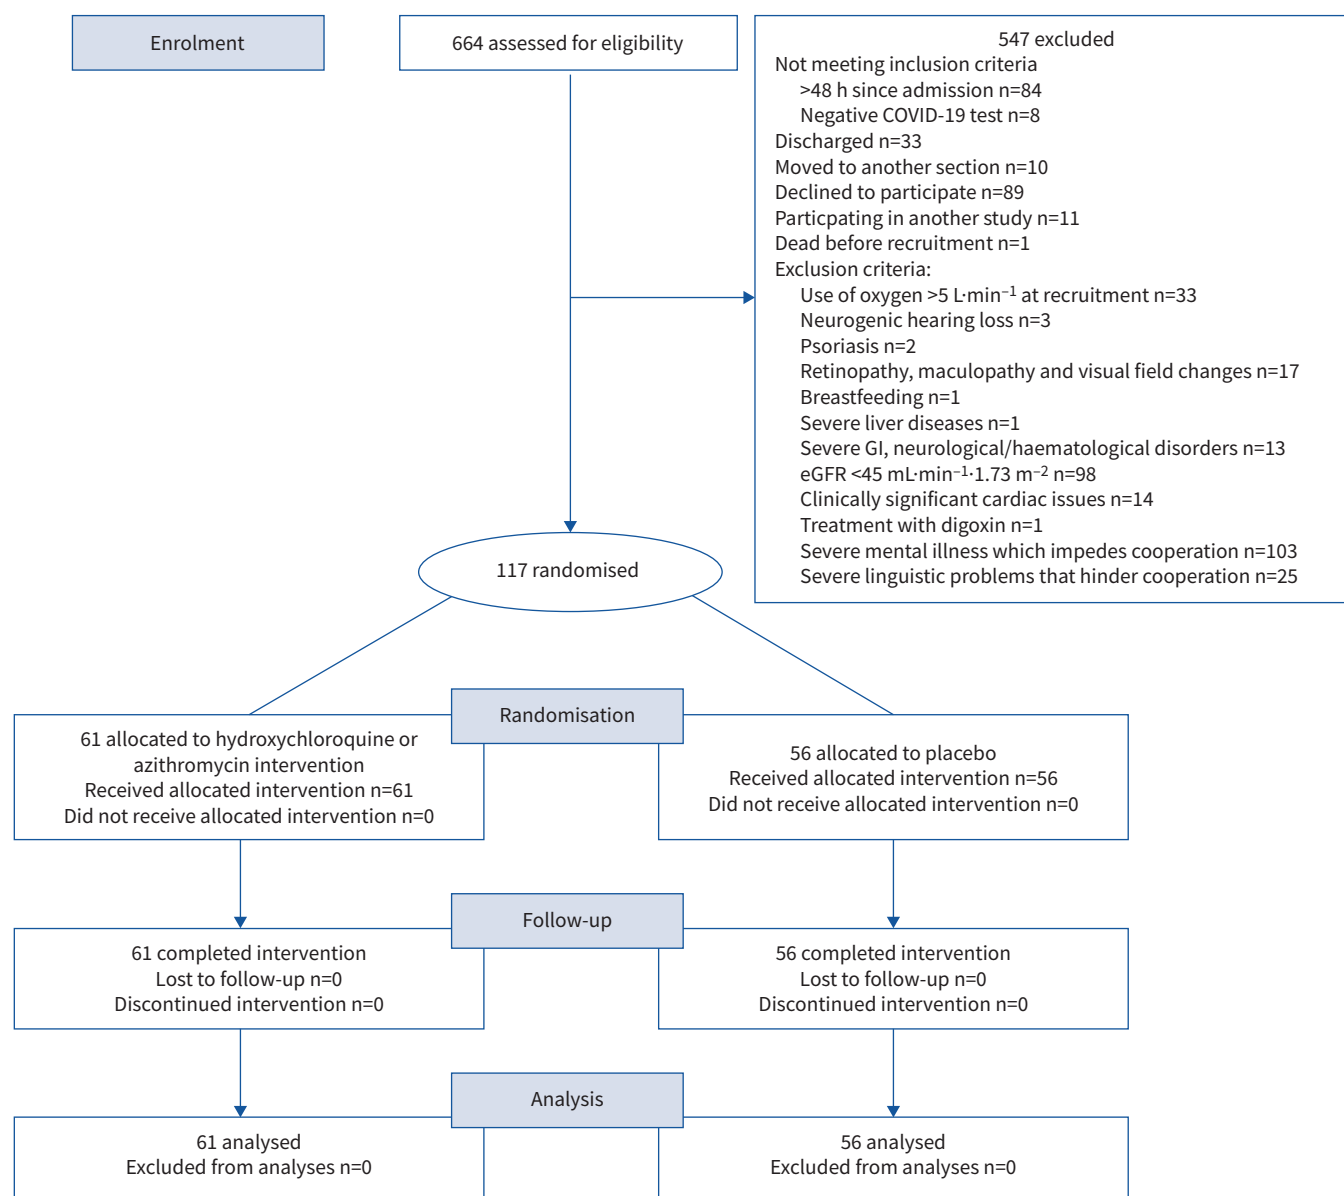 Enrolment
664 assessed for eligibility
547 excluded
Not meeting inclusion criteria
>48 h since admission n=84
Negative COVID-19 test n=8
Discharged n=33
Moved to another section n=10
Declined to participate n=89
Particpating in another study n=11
Dead before recruitment n=1
Exclusion criteria:
Use of oxygen >5 L·min⁻¹ at recruitment n=33
Neurogenic hearing loss n=3
Psoriasis n=2
Retinopathy, maculopathy and visual field changes n=17
Breastfeeding n=1
Severe liver diseases n=1
Severe GI, neurological/haematological disorders n=13
eGFR <45 mL·min⁻¹·1.73 m⁻² n=98
Clinically significant cardiac issues n=14
Treatment with digoxin n=1
Severe mental illness which impedes cooperation n=103
Severe linguistic problems that hinder cooperation n=25
117 randomised
Randomisation
61 allocated to hydroxychloroquine or
azithromycin intervention
Received allocated intervention n=61
Did not receive allocated intervention n=0
56 allocated to placebo
Received allocated intervention n=56
Did not receive allocated intervention n=0
Follow-up
61 completed intervention
Lost to follow-up n=0
Discontinued intervention n=0
56 completed intervention
Lost to follow-up n=0
Discontinued intervention n=0
Analysis
61 analysed
Excluded from analyses n=0
56 analysed
Excluded from analyses n=0